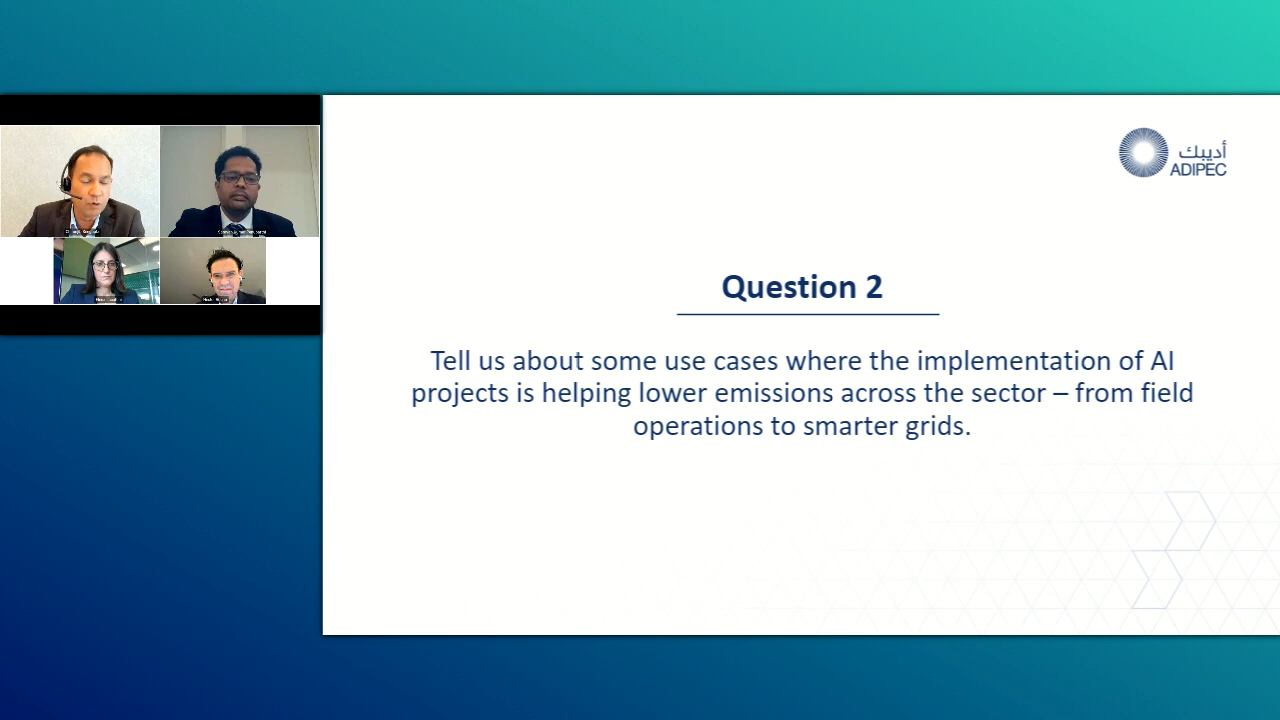 أديبك
ADIPEC
Question 2
Tell us about some use cases where the implementation of AI
projects is helping lower emissions across the sector – from field
operations to smarter grids.